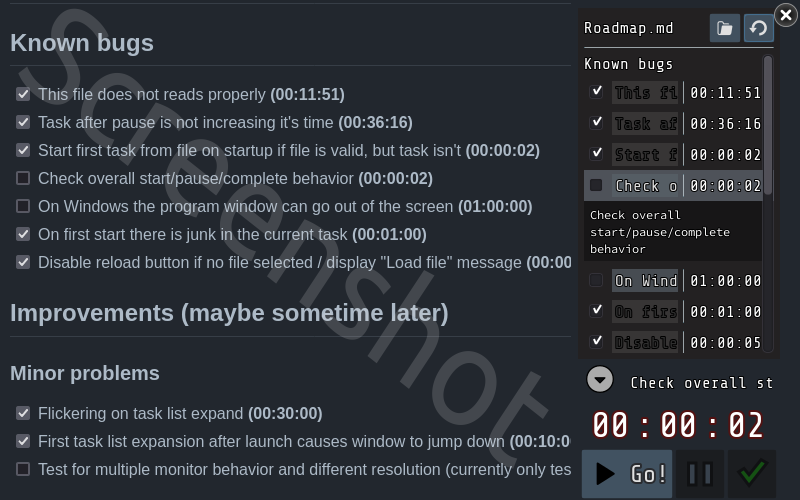 Known bugs
This file does not reads properly (00:11:51)
Task after pause is not increasing it's time (00:36:16)
Start first task from file on startup if file is valid, but task isn't (00:00:02)
Check overall start/pause/complete behavior (00:00:02)
On Windows the program window can go out of the screen (01:00:00)
On first start there is junk in the current task (00:01:00)
Disable reload button if no file selected / display "Load file" message (00:00
Improvements (maybe sometime later)
Minor problems
Flickering on task list expand (00:30:00)
First task list expansion after launch causes window to jump down (00:10:0
Test for multiple monitor behavior and different resolution (currently only tes
Screenshot
Roadmap.md
Known bugs
This fi 00:11:51
Task af 00:36:16
Start f 00:00:02
Check o 00:00:02
Check overall
start/pause/complete
behavior
On Wind 01:00:00
On firs 00:01:00
Disable 00:00:05
Check overall st
00:00:02
Go!